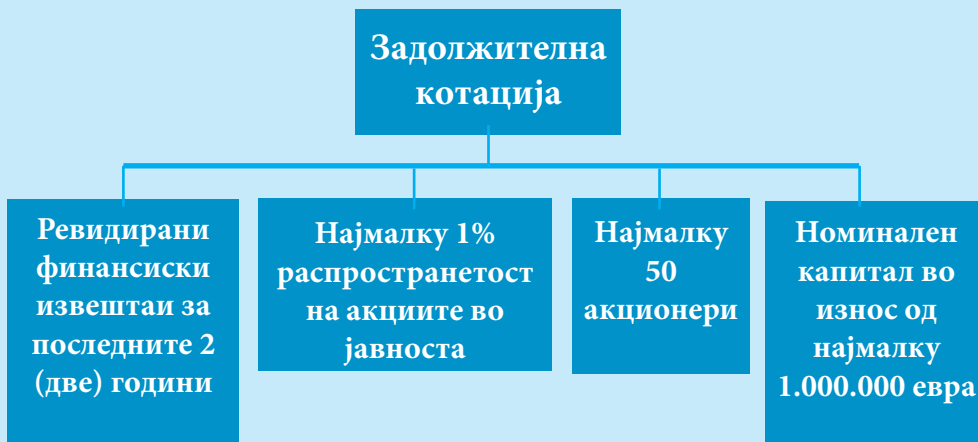 Задолжителна
котација
Ревидирани
финансиски
извештаи за
последните 2
(две) години
Најмалку 1%
распространетост
на акциите во
јавноста
Најмалку
50
акционери
Номинален
капитал во
износ од
најмалку
1.000.000 евра